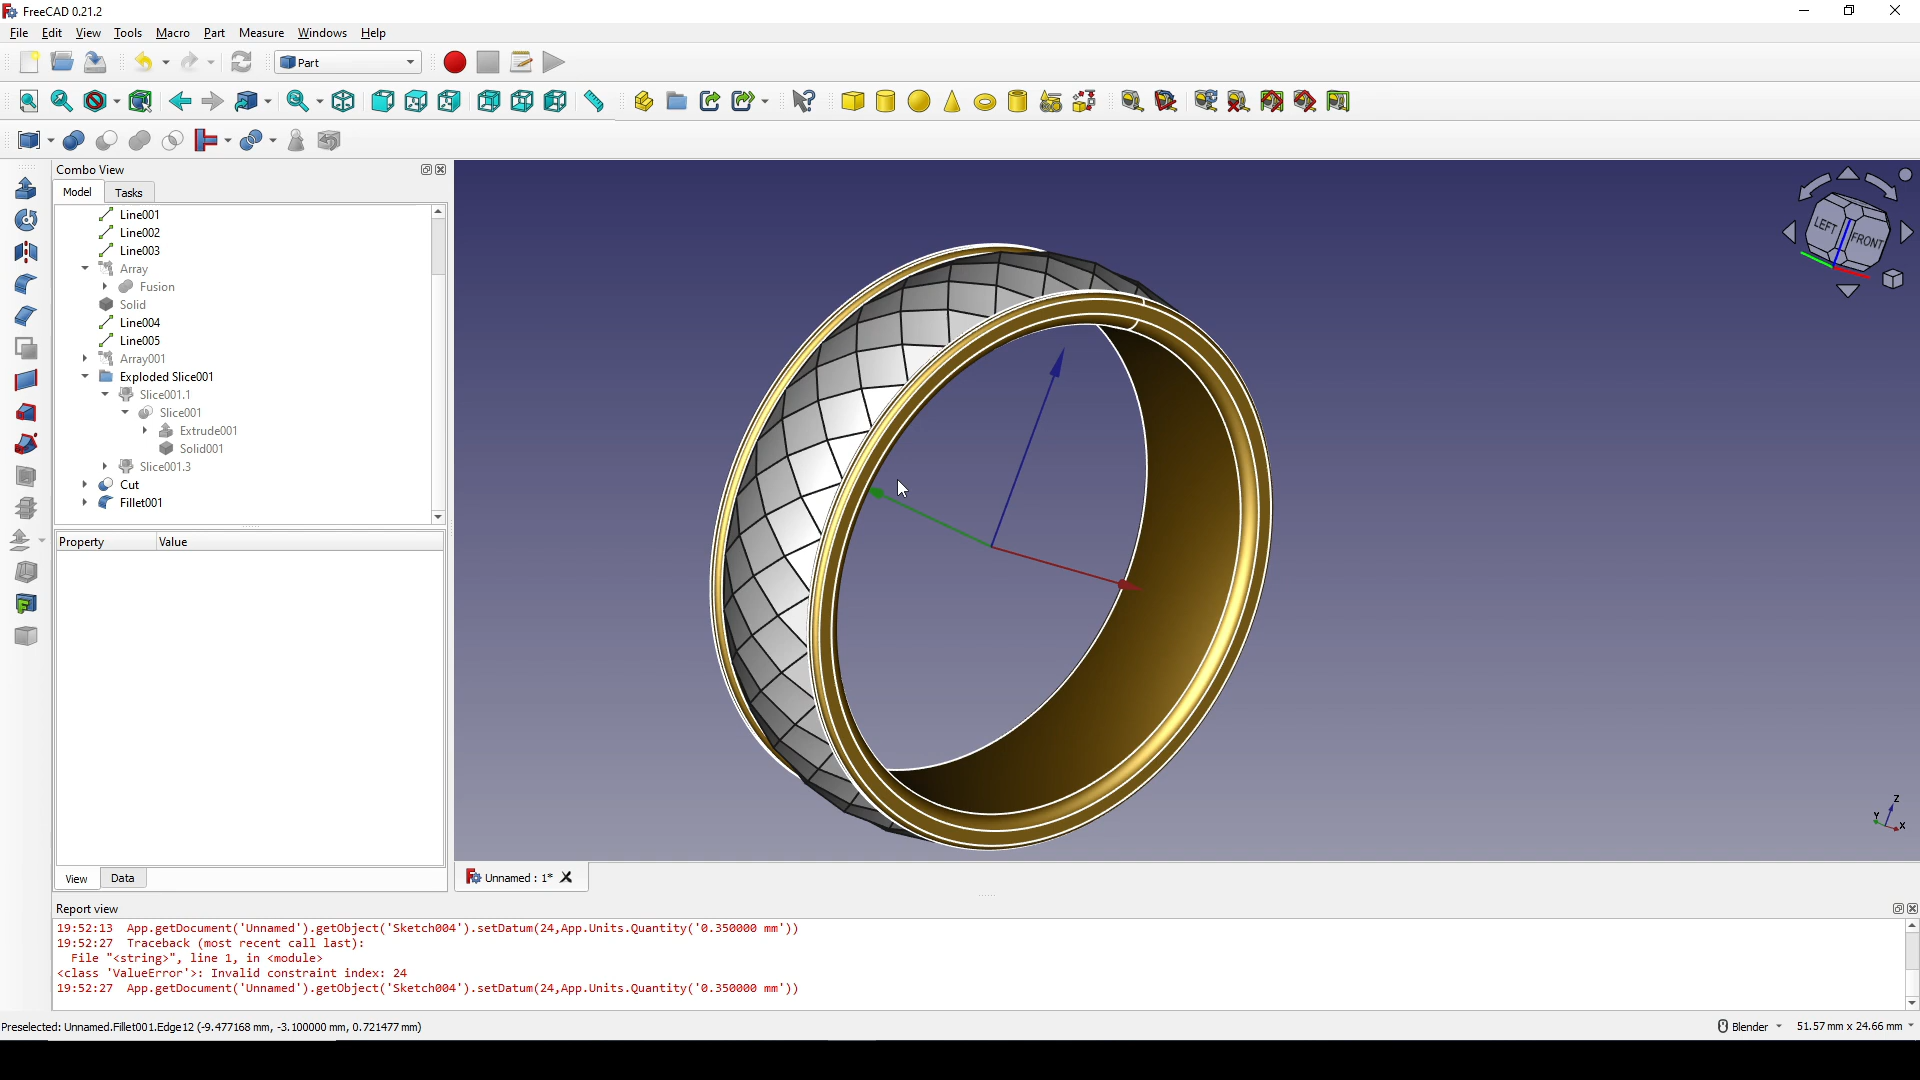 FreeCAD 0.21.2
File Edit View Tools Macro Part Measure Windows Help
Part
Combo View
Model Tasks
Line001
Line002
Line003
Array
Fusion
Solid
Line004
Line005
Array001
Exploded Slice001
Slice001.1
Slice001
Extrude001
Solid001
Slice001.3
Cut
Fillet001
Property Value
View Data
LEFT FRONT
Z
Y
X
Unnamed : 1*
Report view
19:52:13 App.getDocument('Unnamed').getObject('Sketch004').setDatum(24,App.Units.Quantity('0.350000 mm'))
19:52:27 Traceback (most recent call last):
File "<string>", line 1, in <module>
<class 'ValueError'>: Invalid constraint index: 24
19:52:27 App.getDocument('Unnamed').getObject('Sketch004').setDatum(24,App.Units.Quantity('0.350000 mm'))
Preselected: Unnamed.Fillet001.Edge12 (-9.477168 mm, -3.100000 mm, 0.721477 mm)
Blender 51.57 mm x 24.66 mm